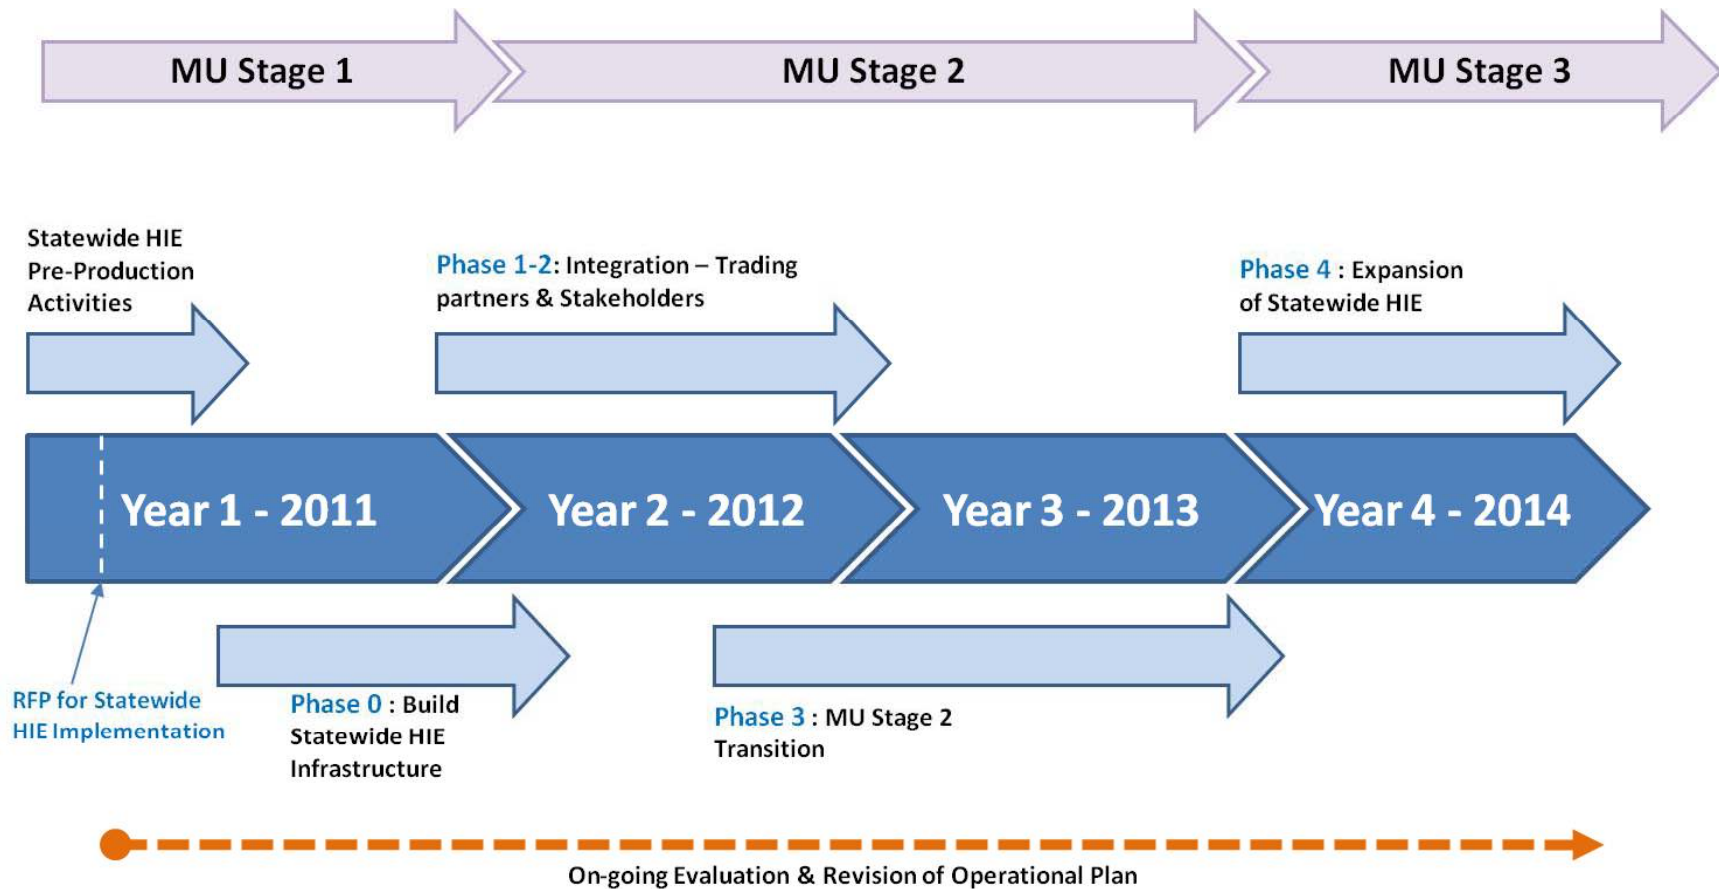 MU Stage 1
MU Stage 2
MU Stage 3
Statewide HIE
Pre-Production
Activities
Phase 1-2: Integration – Trading
partners & Stakeholders
Phase 4 : Expansion
of Statewide HIE
Year 1 - 2011
Year 2 - 2012
Year 3 - 2013
Year 4 - 2014
RFP for Statewide
HIE Implementation
Phase 0 : Build
Statewide HIE
Infrastructure
Phase 3 : MU Stage 2
Transition
On-going Evaluation & Revision of Operational Plan